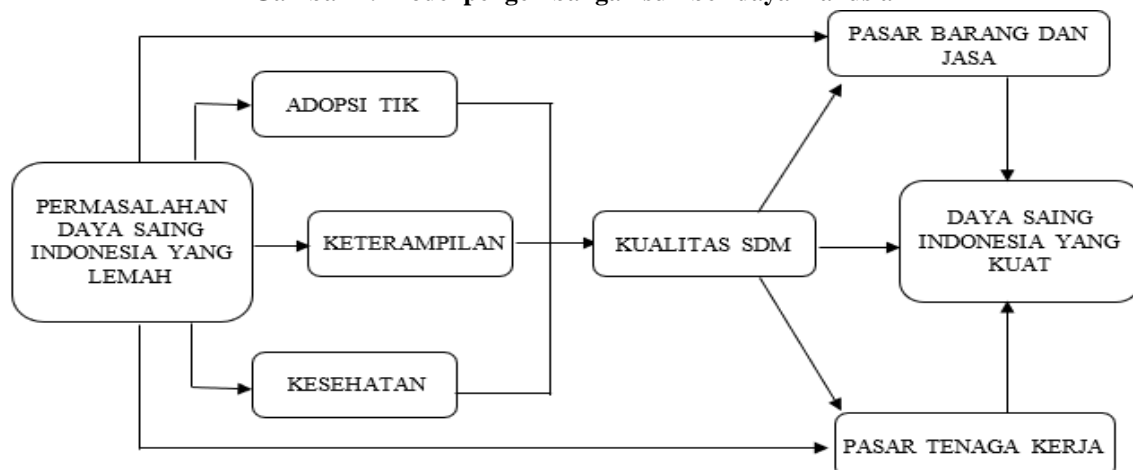 PASAR BARANG DAN
JASA
ADOPSI TIK
PERMASALAHAN
DAYA SAING
INDONESIA YANG
LEMAH
KETERAMPILAN
KUALITAS SDM
DAYA SAING
INDONESIA YANG
KUAT
KESEHATAN
PASAR TENAGA KERJA